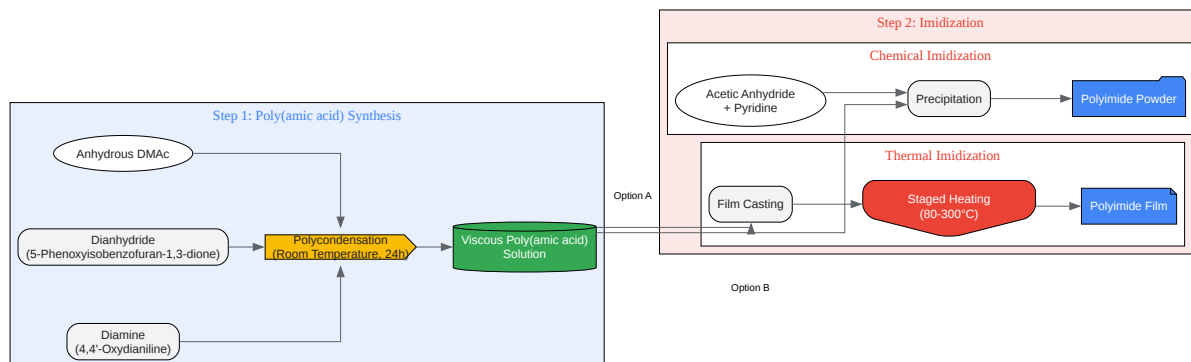 Step 1: Poly(amic acid) Synthesis
Anhydrous DMAc
Dianhydride
(5-Phenoxyisobenzofuran-1,3-dione)
Diamine
(4,4'-Oxydianiline)
Polycondensation
(Room Temperature, 24h)
Viscous Poly(amic acid)
Solution
Option A
Option B
Step 2: Imidization
Chemical Imidization
Acetic Anhydride
+ Pyridine
Precipitation
Polyimide Powder
Thermal Imidization
Film Casting
Staged Heating
(80-300°C)
Polyimide Film